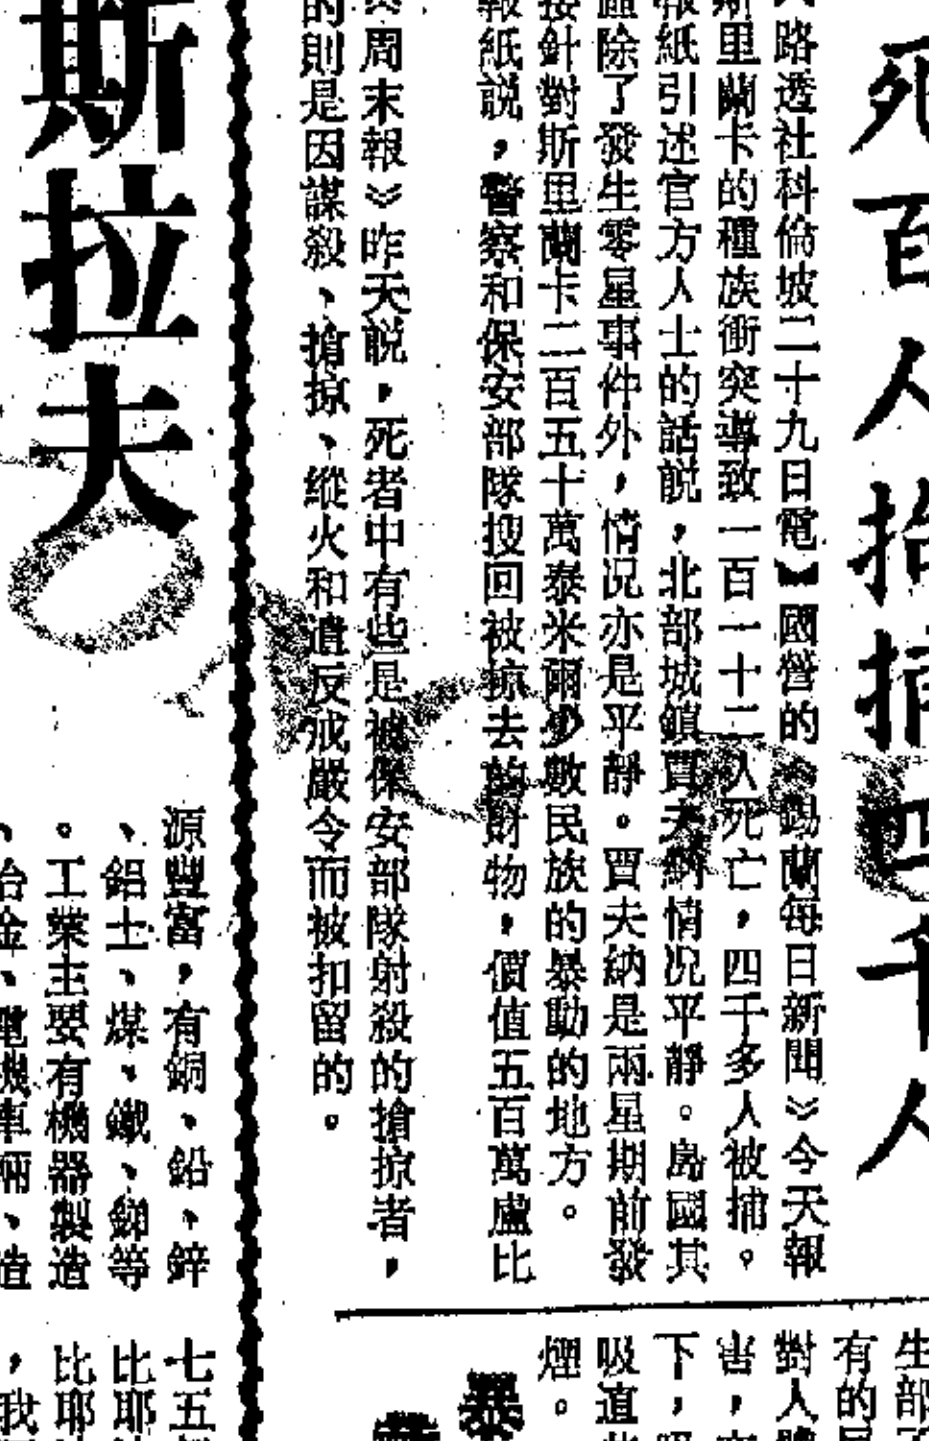 死百人拾捕四千人
路透社科倫坡二十九日電】國營的《錫蘭每日新聞》今天報
斯里蘭卡的種族衝突導致一百一十二人死亡，四千多人被捕。
報紙引述官方人士的話説，北部城鎮賈夫納情况平靜。島國其
除了發生零星事件外，情况亦是平靜。賈夫納是兩星期前發
接針對斯里蘭卡二百五十萬泰米爾少數民族的暴動的地方。
報紙説，警察和保安部隊搜回被掠去的財物，價值五百萬盧比
《周末報》昨天説，死者中有些是被保安部隊射殺的搶掠者，
的則是因謀殺、搶掠、縱火和違反戒嚴令而被扣留的。
斯拉夫
源豐富，有銅、鉛、鋅
、鋁土、煤、鐵、銻等
。工業主要有機器製造
、冶金、電機車輛、造
生部
有的
對人
害，
下，
吸道
煙。
暴
七五
比耶
比耶
，我